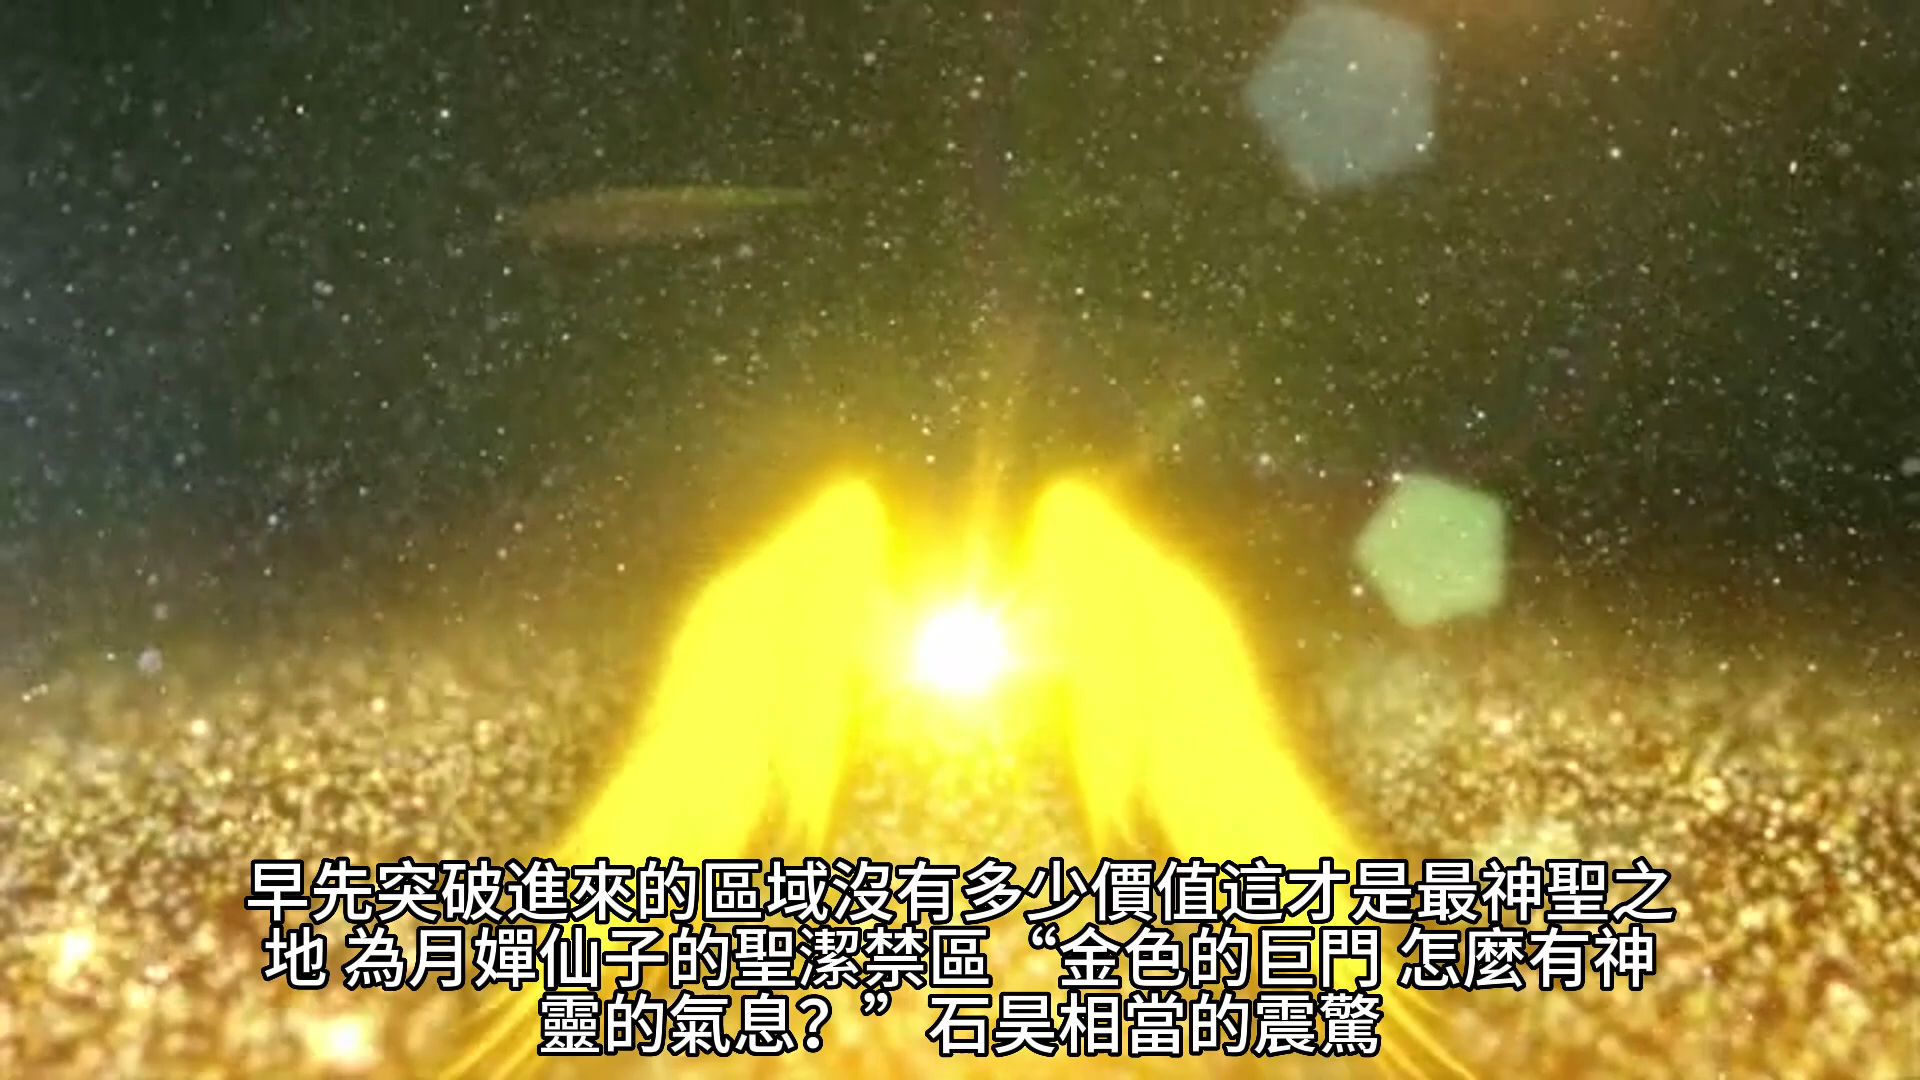 早先突破進來的區域沒有多少價值這才是最神聖之
地 為月嬋仙子的聖潔禁區“金色的巨門 怎麼有神
靈的氣息？” 石昊相當的震驚